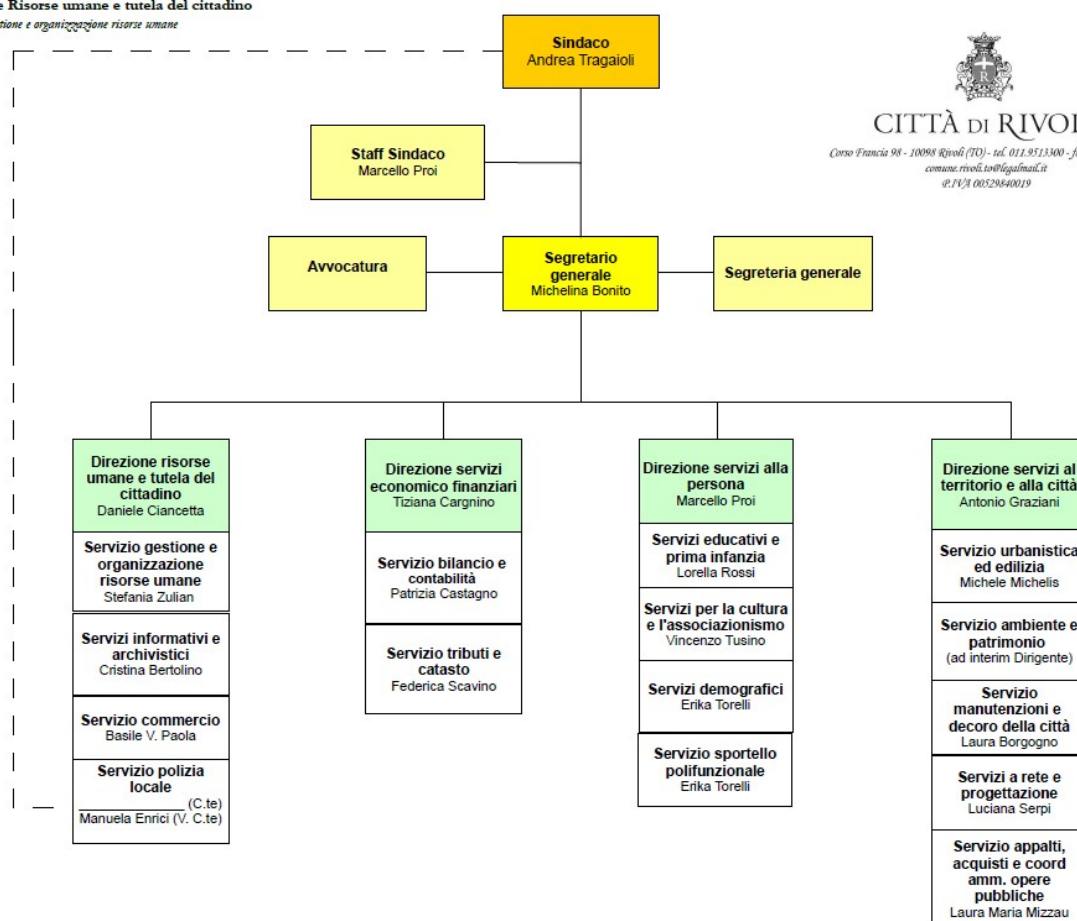 e Risorse umane e tutela del cittadino
tione e organizzazione risorse umane
Sindaco
Andrea Tragaioli
R
CITTÀ DI RIVOL
Corso Francia 98 - 10098 Rivoli (TO) - tel. 011.9513300 - f
comune.rivoli.to@legalmail.it
P.IVA 00529840019
Staff Sindaco
Marcello Proi
Avvocatura
Segretario
generale
Michelina Bonito
Segreteria generale
Direzione risorse
umane e tutela del
cittadino
Daniele Ciancetta
Servizio gestione e
organizzazione
risorse umane
Stefania Zulian
Servizi informativi e
archivistici
Cristina Bertolino
Servizio commercio
Basile V. Paola
Servizio polizia
locale
________________ (C.te)
Manuela Enrici (V. C.te)
Direzione servizi
economico finanziari
Tiziana Cargnino
Servizio bilancio e
contabilità
Patrizia Castagno
Servizio tributi e
catasto
Federica Scavino
Direzione servizi alla
persona
Marcello Proi
Servizi educativi e
prima infanzia
Lorella Rossi
Servizi per la cultura
e l'associazionismo
Vincenzo Tusino
Servizi demografici
Erika Torelli
Servizio sportello
polifunzionale
Erika Torelli
Direzione servizi al
territorio e alla città
Antonio Graziani
Servizio urbanistica
ed edilizia
Michele Michelis
Servizio ambiente e
patrimonio
(ad interim Dirigente)
Servizio
manutenzioni e
decoro della città
Laura Borgogno
Servizi a rete e
progettazione
Luciana Serpi
Servizio appalti,
acquisti e coord
amm. opere
pubbliche
Laura Maria Mizzau